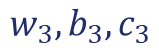 w₃, b₃, c₃